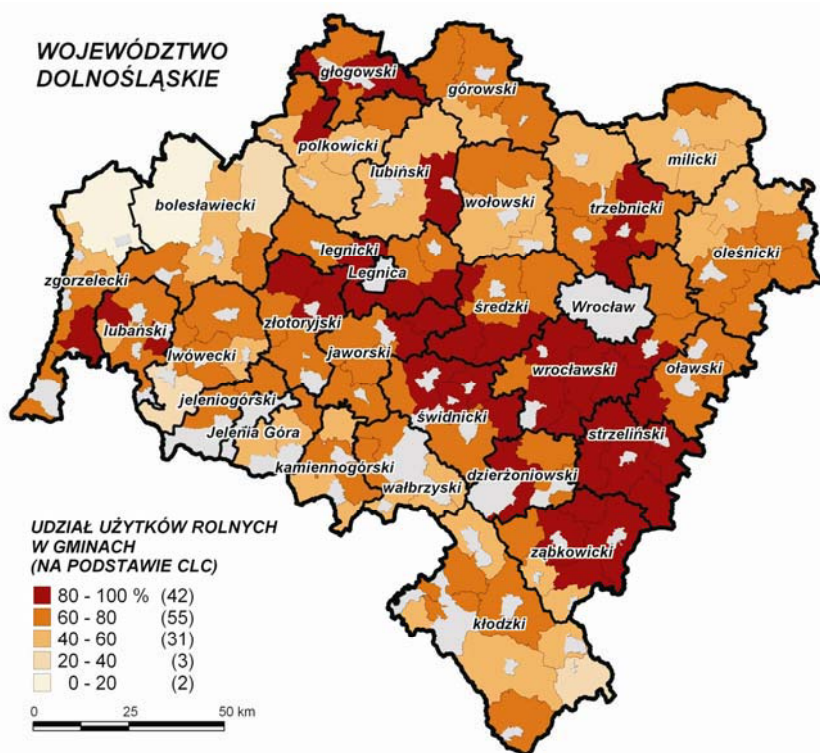 WOJEWÓDZTWO
DOLNOŚLĄSKIE
głogowski
górowski
polkowicki
lubiński
milicki
bolesławiecki
wołowski
trzebnicki
legnicki
oleśnicki
zgorzelecki
Legnica
średzki
Wrocław
lubański
złotoryjski
lwówecki
jaworski
wrocławski
oławski
jeleniogórski
świdnicki
Jelenia Góra
strzeliński
kamiennogórski
dzierżoniowski
wałbrzyski
ząbkowicki
kłodzki
UDZIAŁ UŻYTKÓW ROLNYCH
W GMINACH
(NA PODSTAWIE CLC)
80 - 100 % (42)
60 - 80 (55)
40 - 60 (31)
20 - 40 (3)
0 - 20 (2)
0 25 50 km